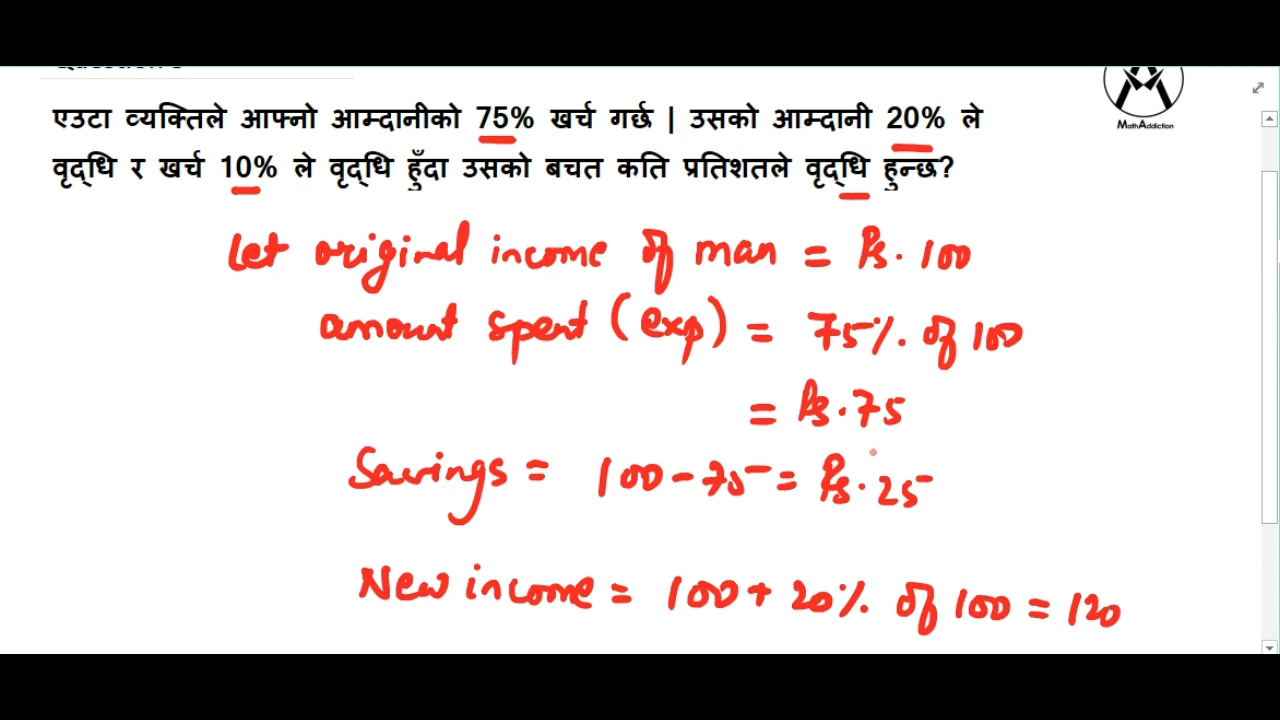 एउटा व्यक्तिले आफ्नो आम्दानीको 75% खर्च गर्छ | उसको आम्दानी 20% ले
वृद्धि र खर्च 10% ले वृद्धि हुँदा उसको बचत कति प्रतिशतले वृद्धि हुन्छ?
MathAddiction
Let original income of man = Rs. 100
amount spent (exp) = 75% of 100
= Rs. 75
Savings = 100 - 75 = Rs. 25
New income = 100 + 20% of 100 = 120